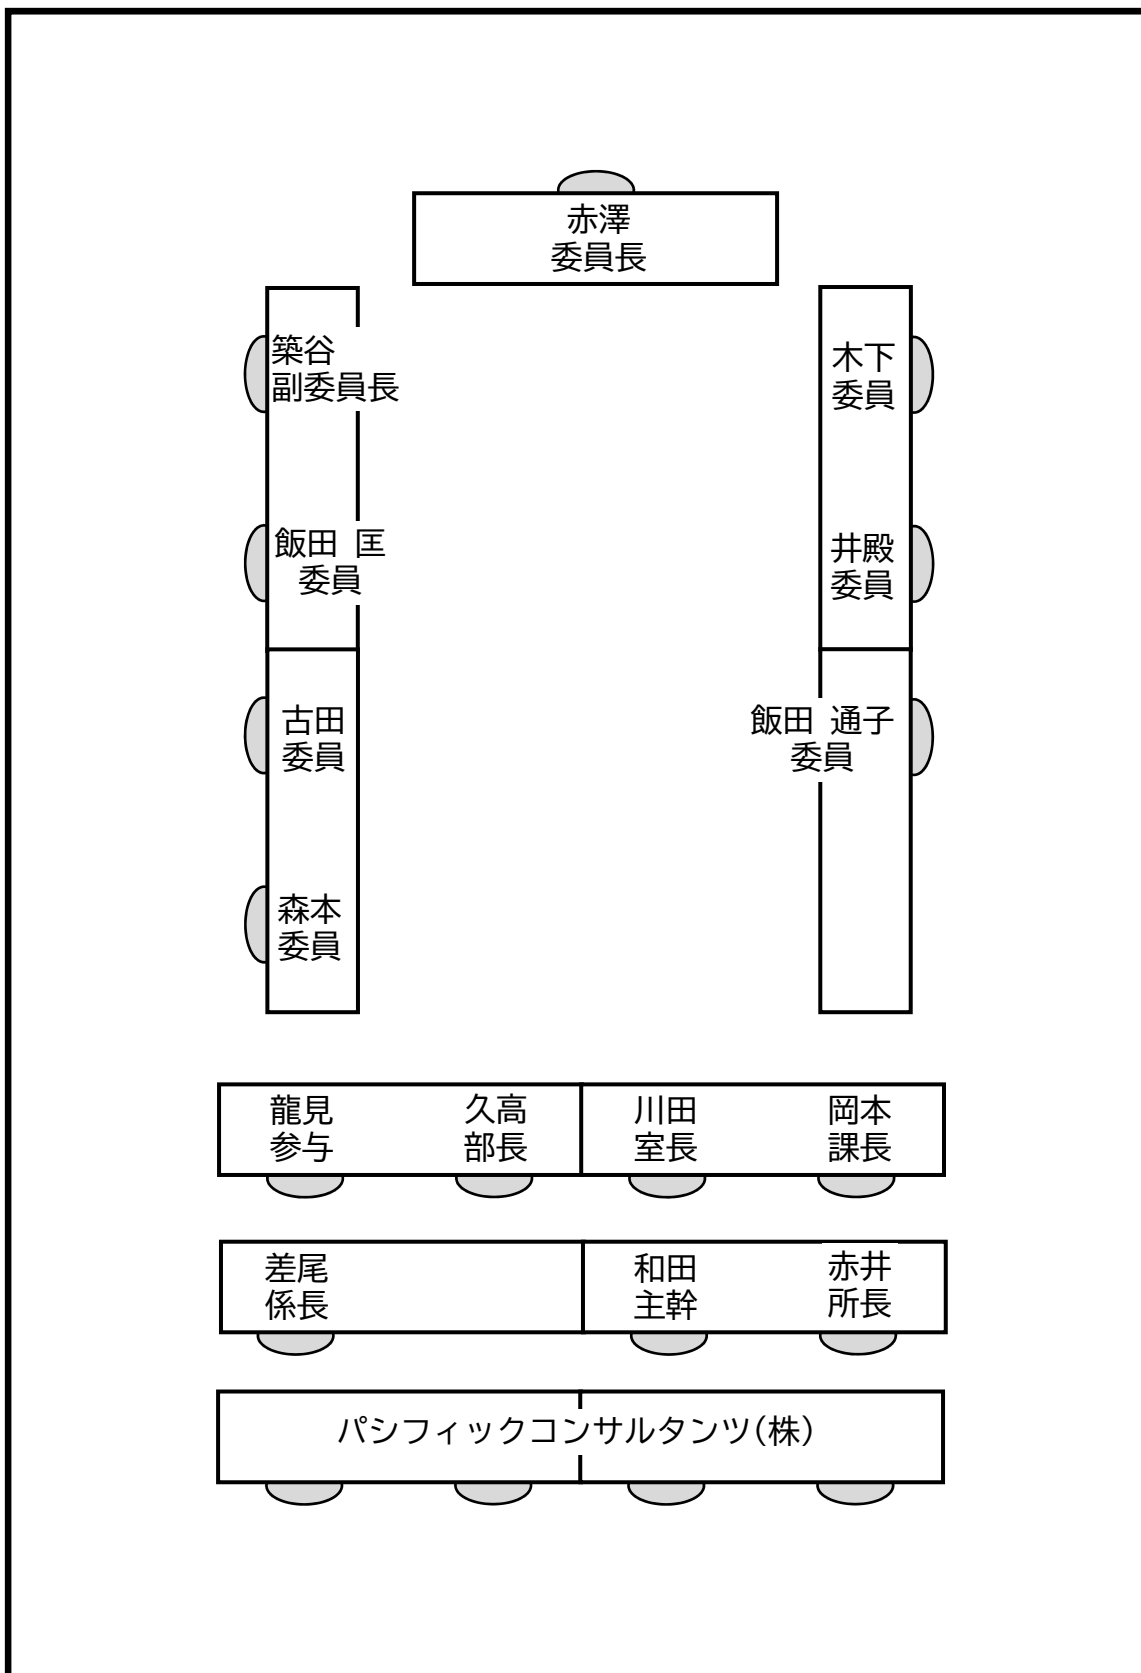 赤澤
委員長
築谷
副委員長
木下
委員
飯田 匡
委員
井殿
委員
古田
委員
飯田 通子
委員
森本
委員
龍見
参与
久高
部長
川田
室長
岡本
課長
差尾
係長
和田
主幹
赤井
所長
パシフィックコンサルタンツ(株)